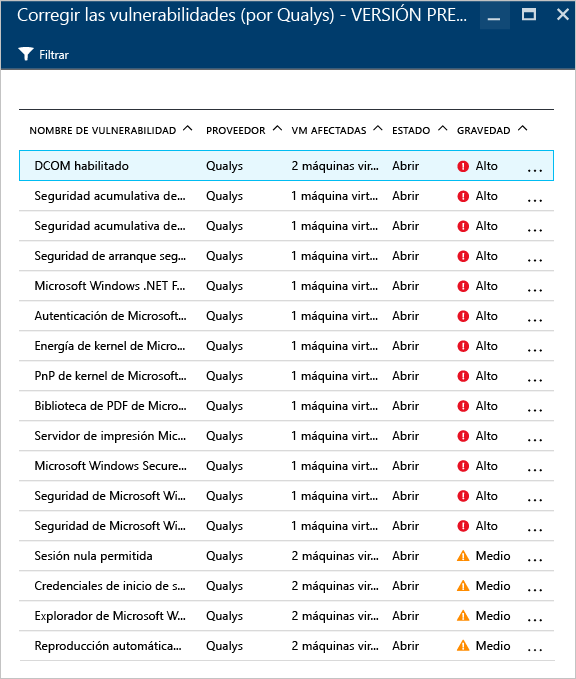 Corregir las vulnerabilidades (por Qualys) - VERSIÓN PRE...
Filtrar
NOMBRE DE VULNERABILIDAD PROVEEDOR VM AFECTADAS ESTADO GRAVEDAD
DCOM habilitado Qualys 2 máquinas vir... Abrir Alto ...
Seguridad acumulativa de... Qualys 1 máquina virt... Abrir Alto ...
Seguridad acumulativa de... Qualys 1 máquina virt... Abrir Alto ...
Seguridad de arranque seg... Qualys 1 máquina virt... Abrir Alto ...
Microsoft Windows .NET F... Qualys 1 máquina virt... Abrir Alto ...
Autenticación de Microsoft... Qualys 1 máquina virt... Abrir Alto ...
Energía de kernel de Micro... Qualys 1 máquina virt... Abrir Alto ...
PnP de kernel de Microsoft... Qualys 1 máquina virt... Abrir Alto ...
Biblioteca de PDF de Micro... Qualys 1 máquina virt... Abrir Alto ...
Servidor de impresión Mic... Qualys 1 máquina virt... Abrir Alto ...
Microsoft Windows Secure... Qualys 1 máquina virt... Abrir Alto ...
Seguridad de Microsoft Wi... Qualys 1 máquina virt... Abrir Alto ...
Seguridad de Microsoft Wi... Qualys 1 máquina virt... Abrir Alto ...
Sesión nula permitida Qualys 2 máquinas vir... Abrir Medio ...
Credenciales de inicio de s... Qualys 2 máquinas vir... Abrir Medio ...
Explorador de Microsoft W... Qualys 2 máquinas vir... Abrir Medio ...
Reproducción automática... Qualys 2 máquinas vir... Abrir Medio ...